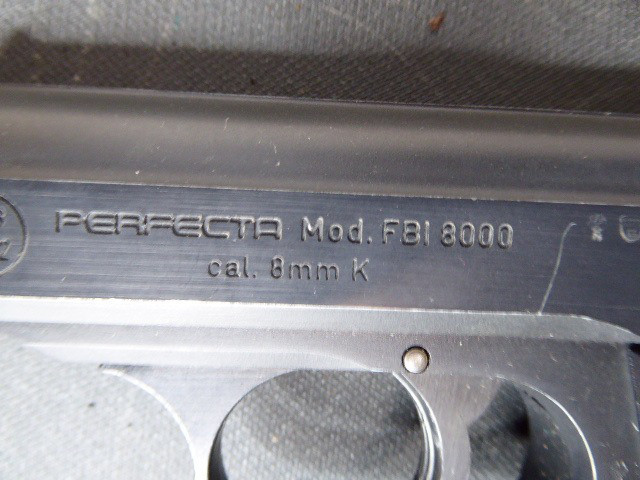 PERFECTA Mod. FBI 8000
cal. 8mm K